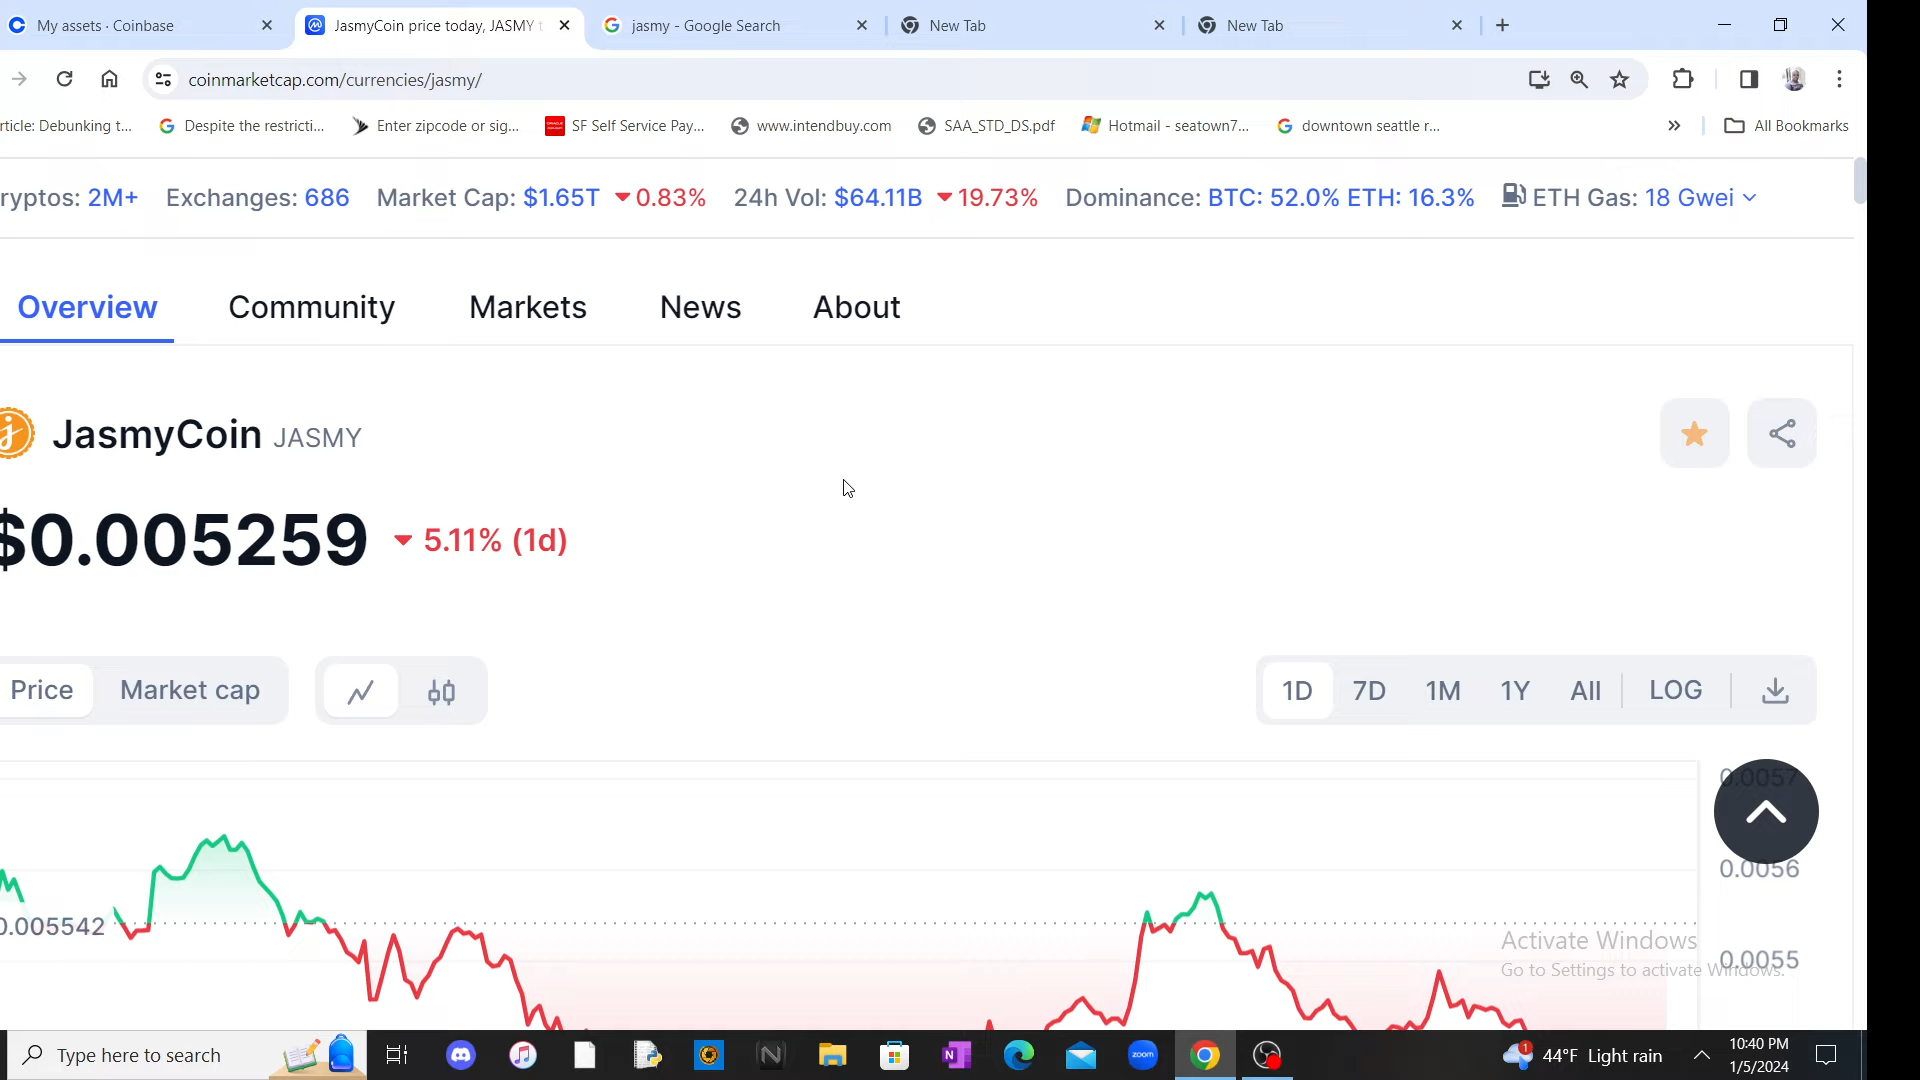 My assets · Coinbase
JasmyCoin price today, JASMY t
jasmy - Google Search
New Tab
New Tab
coinmarketcap.com/currencies/jasmy/
rticle: Debunking t...
Despite the restricti...
Enter zipcode or sig...
SF Self Service Pay...
www.intendbuy.com
SAA_STD_DS.pdf
Hotmail - seatown7...
downtown seattle r...
»
All Bookmarks
ryptos: 2M+ Exchanges: 686 Market Cap: $1.65T 0.83% 24h Vol: $64.11B 19.73% Dominance: BTC: 52.0% ETH: 16.3% ETH Gas: 18 Gwei
Overview Community Markets News About
JasmyCoin JASMY
$0.005259 5.11% (1d)
Price Market cap
1D 7D 1M 1Y All LOG
0.0057
0.0056
0.005542
0.0055
Activate Windows
Go to Settings to activate Windows.
Type here to search
zoom
N
N
1
44°F Light rain
10:40 PM
1/5/2024